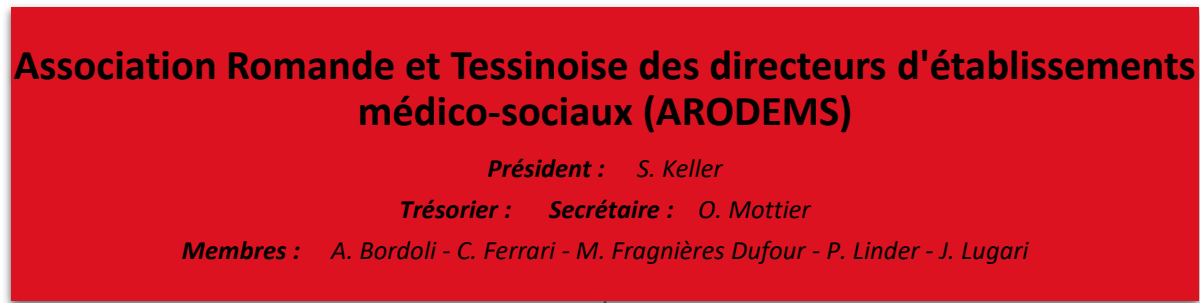 Association Romande et Tessinoise des directeurs d'établissements
médico-sociaux (ARODEMS)
Président : S. Keller
Trésorier : Secrétaire : O. Mottier
Membres : A. Bordoli - C. Ferrari - M. Fragnières Dufour - P. Linder - J. Lugari